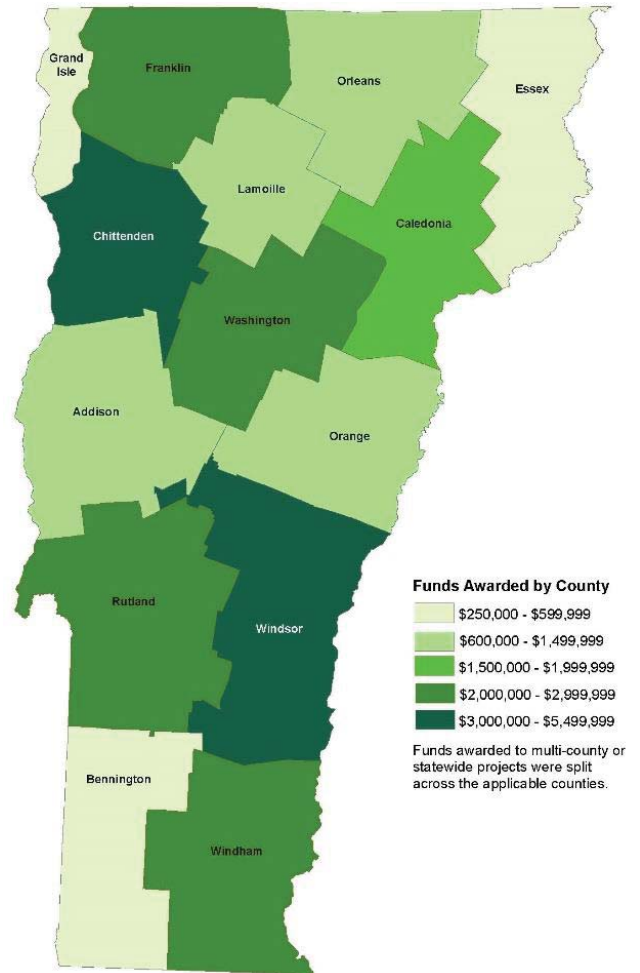 Grand
Isle
Franklin
Orleans
Essex
Lamoille
Chittenden
Caledonia
Washington
Addison
Orange
Rutland
Windsor
Bennington
Windham
Funds Awarded by County
$250,000 - $599,999
$600,000 - $1,499,999
$1,500,000 - $1,999,999
$2,000,000 - $2,999,999
$3,000,000 - $5,499,999
Funds awarded to multi-county or
statewide projects were split
across the applicable counties.